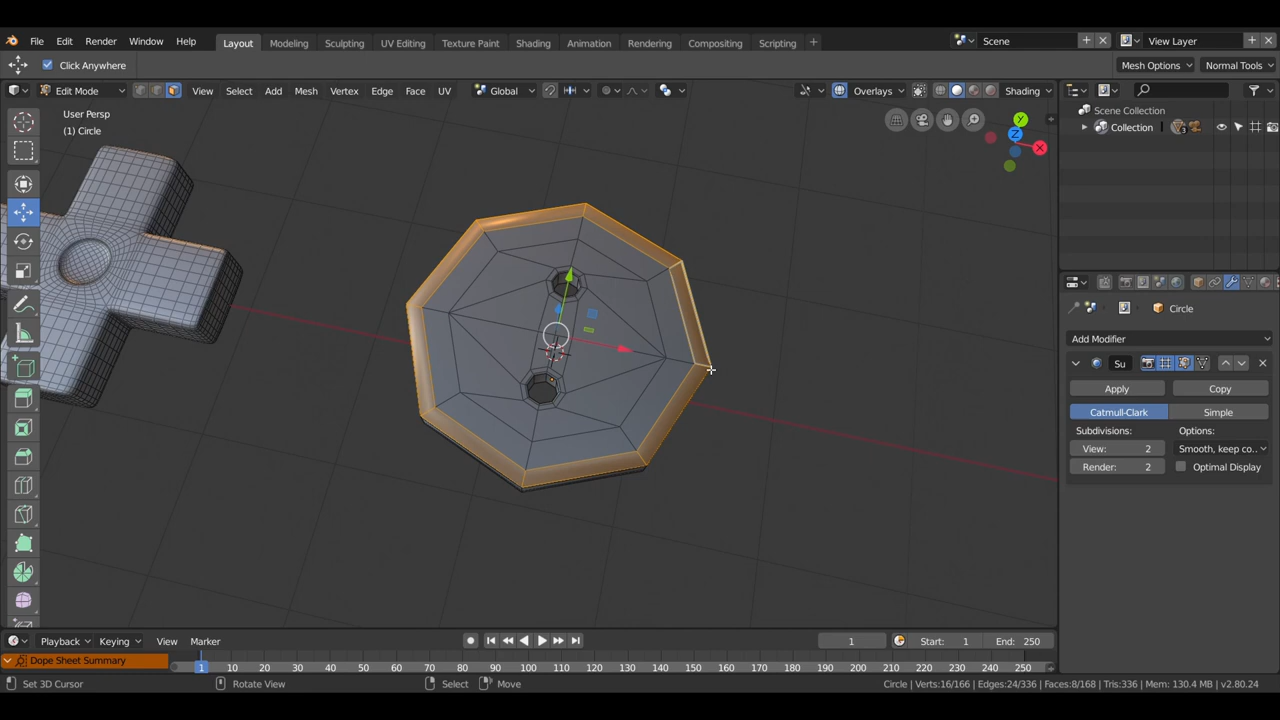 File Edit Render Window Help Layout Modeling Sculpting UV Editing Texture Paint Shading Animation Rendering Compositing Scripting Scene View Layer
Click Anywhere Mesh Options Normal Tools
Edit Mode View Select Add Mesh Vertex Edge Face UV Global Overlays Shading
User Persp
(1) Circle
Y
Z
X
Scene Collection
Collection 3
Circle
Add Modifier
Su
Apply Copy
Catmull-Clark Simple
Subdivisions: Options:
View: 2 Smooth, keep co..
Render: 2 Optimal Display
Playback Keying View Marker 1 Start: 1 End: 250
Dope Sheet Summary 1 10 20 30 40 50 60 70 80 90 100 110 120 130 140 150 160 170 180 190 200 210 220 230 240 250
Set 3D Cursor Rotate View Select Move Circle | Verts:16/166 | Edges:24/336 | Faces:8/168 | Tris:336 | Mem: 130.4 MB | v2.80.24